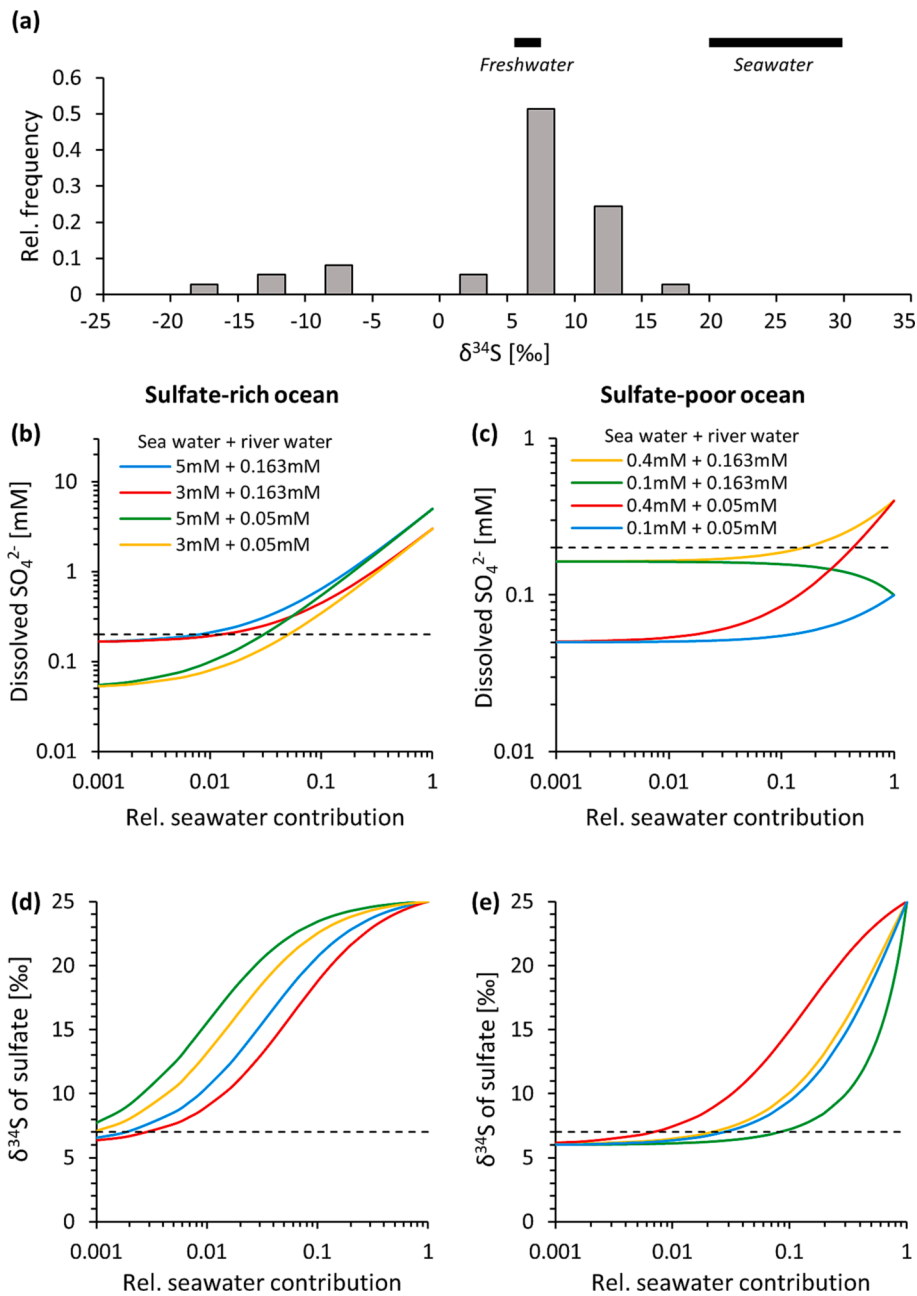 (a)
Freshwater Seawater
Rel. frequency
0.6
0.5
0.4
0.3
0.2
0.1
0
-25 -20 -15 -10 -5 0 5 10 15 20 25 30 35
δ³⁴S [‰]
Sulfate-rich ocean
(b)
Sea water + river water
5mM + 0.163mM
3mM + 0.163mM
5mM + 0.05mM
3mM + 0.05mM
Dissolved SO₄²⁻ [mM]
10
1
0.1
0.01
0.001 0.01 0.1 1
Rel. seawater contribution
Sulfate-poor ocean
(c)
Sea water + river water
0.4mM + 0.163mM
0.1mM + 0.163mM
0.4mM + 0.05mM
0.1mM + 0.05mM
Dissolved SO₄²⁻ [mM]
1
0.1
0.01
0.001 0.01 0.1 1
Rel. seawater contribution
(d)
δ³⁴S of sulfate [‰]
25
20
15
10
5
0
0.001 0.01 0.1 1
Rel. seawater contribution
(e)
δ³⁴S of sulfate [‰]
25
20
15
10
5
0
0.001 0.01 0.1 1
Rel. seawater contribution